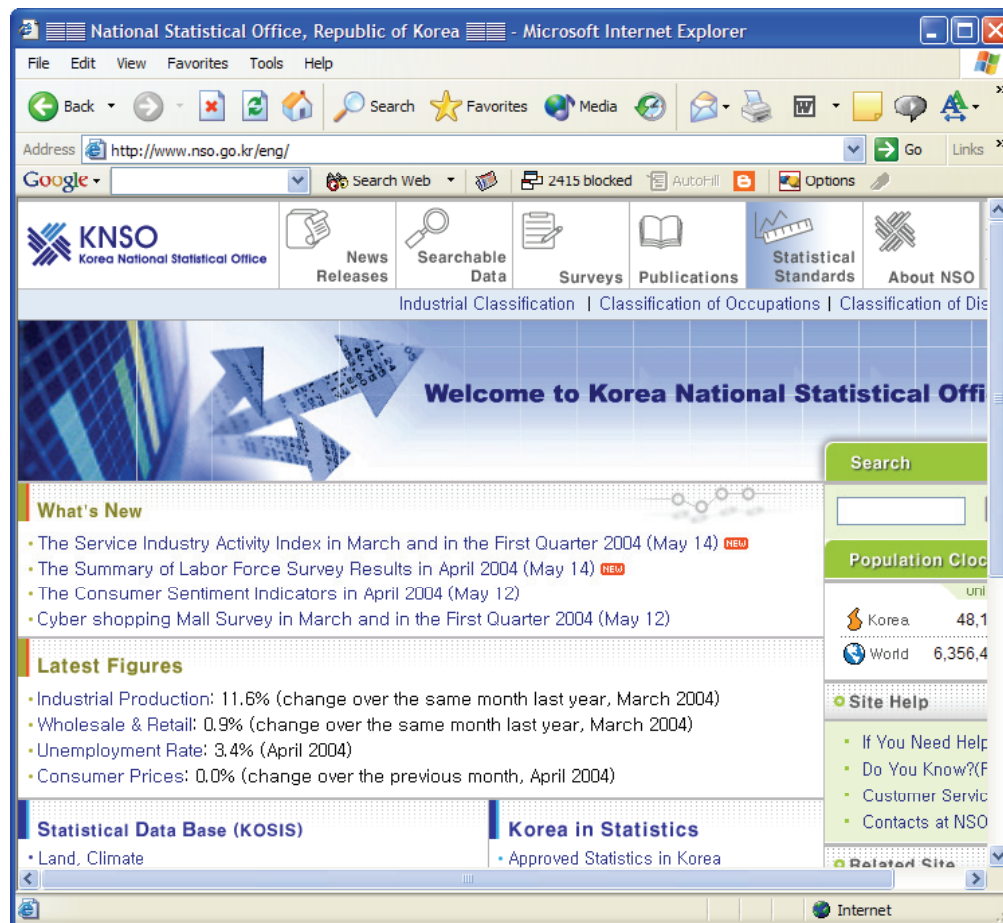 National Statistical Office, Republic of Korea - Microsoft Internet Explorer
File Edit View Favorites Tools Help
Back Search Favorites Media
Address http://www.nso.go.kr/eng/ Go Links
Google Search Web 2415 blocked AutoFill Options
KNSO
Korea National Statistical Office
News Releases
Searchable Data
Surveys
Publications
Statistical Standards
About NSO
Industrial Classification | Classification of Occupations | Classification of Dis
Welcome to Korea National Statistical Offi
Search
What's New
• The Service Industry Activity Index in March and in the First Quarter 2004 (May 14) NEW
• The Summary of Labor Force Survey Results in April 2004 (May 14) NEW
• The Consumer Sentiment Indicators in April 2004 (May 12)
• Cyber shopping Mall Survey in March and in the First Quarter 2004 (May 12)
Population Cloc
uni
Korea 48,1
World 6,356,4
Latest Figures
• Industrial Production: 11.6% (change over the same month last year, March 2004)
• Wholesale & Retail: 0.9% (change over the same month last year, March 2004)
• Unemployment Rate: 3.4% (April 2004)
• Consumer Prices: 0.0% (change over the previous month, April 2004)
Site Help
If You Need Help
Do You Know?(F
Customer Servic
Contacts at NSO
Related Site
Statistical Data Base (KOSIS)
• Land, Climate
Korea in Statistics
• Approved Statistics in Korea
Internet